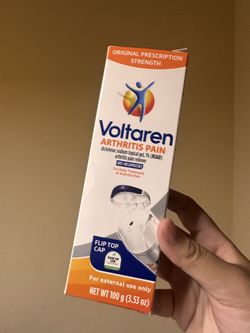 ORIGINAL PRESCRIPTION
STRENGTH
Voltaren
ARTHRITIS PAIN
diclofenac sodium topical gel, 1% (NSAID)
arthritis pain reliever
For Daily Treatment
of Arthritis Pain
FLIP TOP
CAP
For external use only
NET WT 100 g (3.53 oz)